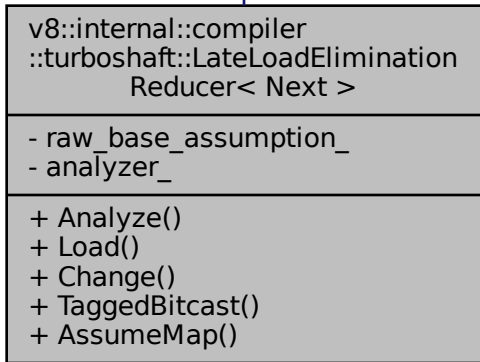 v8::internal::compiler
::turboshaft::LateLoadElimination
Reducer< Next >
- raw_base_assumption_
- analyzer_
+ Analyze()
+ Load()
+ Change()
+ TaggedBitcast()
+ AssumeMap()